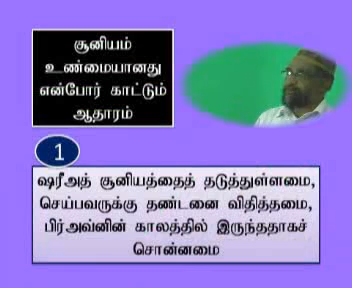 சூனியம்
உண்மையானது
என்போர் காட்டும்
ஆதாரம்
1
ஷரீஅத் சூனியத்தைத் தடுத்துள்ளமை,
செய்பவருக்கு தண்டனை விதித்தமை,
பிர்அவ்னின் காலத்தில் இருந்ததாகச்
சொன்னமை